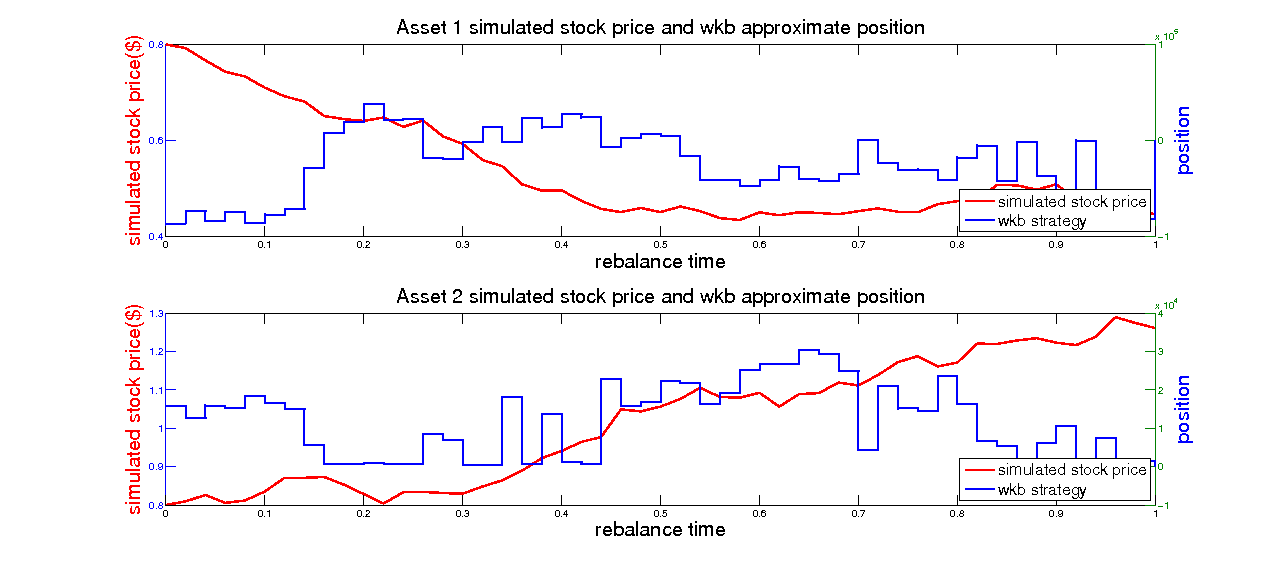 Asset 1 simulated stock price and wkb approximate position
simulated stock price($)
0.8
0.6
0.4
x 10^5
1
0
-1
position
simulated stock price
wkb strategy
0 0.1 0.2 0.3 0.4 0.5 0.6 0.7 0.8 0.9 1
rebalance time
Asset 2 simulated stock price and wkb approximate position
simulated stock price($)
1.3
1.2
1.1
1
0.9
0.8
x 10^4
4
3
2
1
0
-1
position
simulated stock price
wkb strategy
0 0.1 0.2 0.3 0.4 0.5 0.6 0.7 0.8 0.9 1
rebalance time